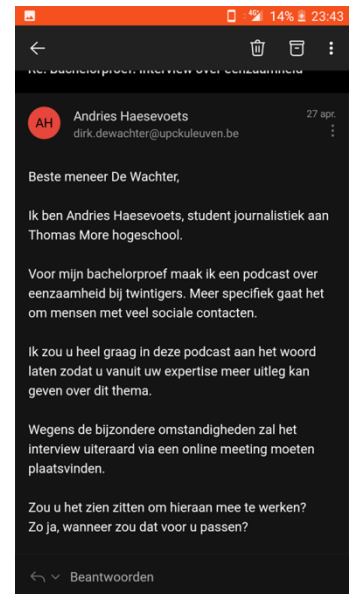 4G 14% 23:43
Re: Bachelorproef: interview over eenzaamheid
AH
Andries Haesevoets
27 apr.
dirk.dewachter@upckuleuven.be
Beste meneer De Wachter,
Ik ben Andries Haesevoets, student journalistiek aan
Thomas More hogeschool.
Voor mijn bachelorproef maak ik een podcast over
eenzaamheid bij twintigers. Meer specifiek gaat het
om mensen met veel sociale contacten.
Ik zou u heel graag in deze podcast aan het woord
laten zodat u vanuit uw expertise meer uitleg kan
geven over dit thema.
Wegens de bijzondere omstandigheden zal het
interview uiteraard via een online meeting moeten
plaatsvinden.
Zou u het zien zitten om hieraan mee te werken?
Zo ja, wanneer zou dat voor u passen?
Beantwoorden